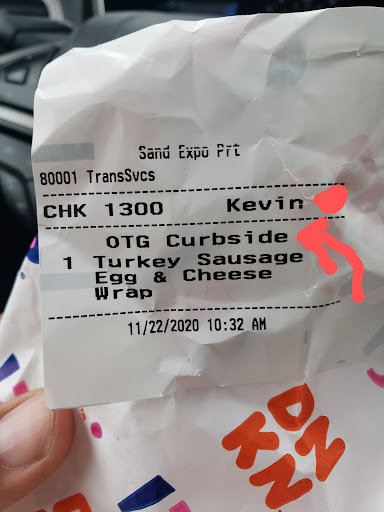 Sand Expo Prt
80001 TransSvcs
CHK 1300 Kevin
OTG Curbside
1 Turkey Sausage
Egg & Cheese
Wrap
11/22/2020 10:32 AM
DN
KN